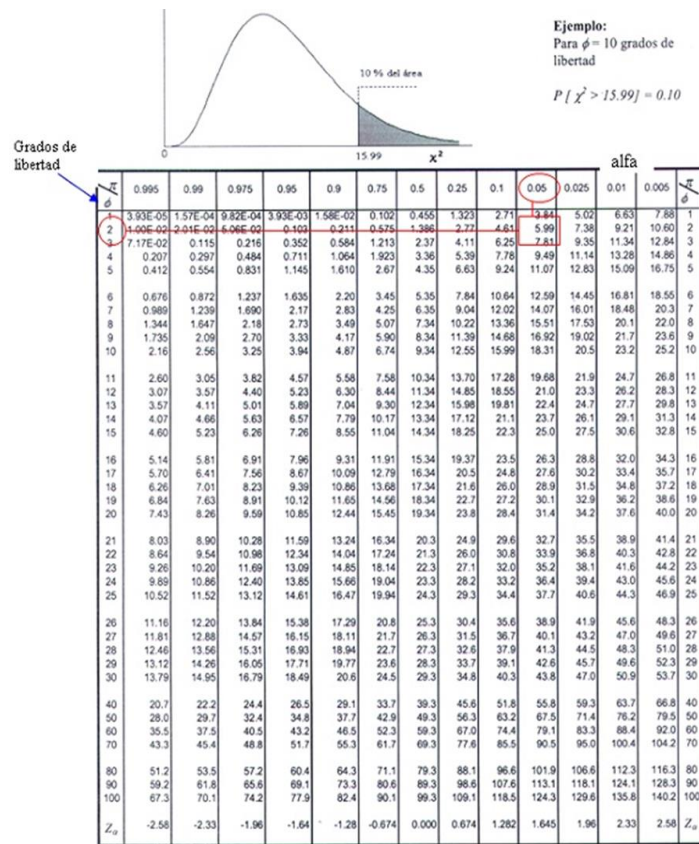 Ejemplo:
Para ϕ = 10 grados de
libertad
P [ χ² > 15.99] = 0.10
10 % del área
0
15.99
x²
Grados de
libertad
alfa
π 0.995 0.99 0.975 0.95 0.9 0.75 0.5 0.25 0.1 0.05 0.025 0.01 0.005 π
ϕ ϕ
1 3.93E-05 1.57E-04 9.82E-04 3.93E-03 1.58E-02 0.102 0.455 1.323 2.71 3.84 5.02 6.63 7.88 1
2 1.00E-02 2.01E-02 5.06E-02 0.103 0.211 0.575 1.386 2.77 4.61 5.99 7.38 9.21 10.60 2
3 7.17E-02 0.115 0.216 0.352 0.584 1.213 2.37 4.11 6.25 7.81 9.35 11.34 12.84 3
4 0.207 0.297 0.484 0.711 1.064 1.923 3.36 5.39 7.78 9.49 11.14 13.28 14.86 4
5 0.412 0.554 0.831 1.145 1.610 2.67 4.35 6.63 9.24 11.07 12.83 15.09 16.75 5
6 0.676 0.872 1.237 1.635 2.20 3.45 5.35 7.84 10.64 12.59 14.45 16.81 18.55 6
7 0.989 1.239 1.690 2.17 2.83 4.25 6.35 9.04 12.02 14.07 16.01 18.48 20.3 7
8 1.344 1.647 2.18 2.73 3.49 5.07 7.34 10.22 13.36 15.51 17.53 20.1 22.0 8
9 1.735 2.09 2.70 3.33 4.17 5.90 8.34 11.39 14.68 16.92 19.02 21.7 23.6 9
10 2.16 2.56 3.25 3.94 4.87 6.74 9.34 12.55 15.99 18.31 20.5 23.2 25.2 10
11 2.60 3.05 3.82 4.57 5.58 7.58 10.34 13.70 17.28 19.68 21.9 24.7 26.8 11
12 3.07 3.57 4.40 5.23 6.30 8.44 11.34 14.85 18.55 21.0 23.3 26.2 28.3 12
13 3.57 4.11 5.01 5.89 7.04 9.30 12.34 15.98 19.81 22.4 24.7 27.7 29.8 13
14 4.07 4.66 5.63 6.57 7.79 10.17 13.34 17.12 21.1 23.7 26.1 29.1 31.3 14
15 4.60 5.23 6.26 7.26 8.55 11.04 14.34 18.25 22.3 25.0 27.5 30.6 32.8 15
16 5.14 5.81 6.91 7.96 9.31 11.91 15.34 19.37 23.5 26.3 28.8 32.0 34.3 16
17 5.70 6.41 7.56 8.67 10.09 12.79 16.34 20.5 24.8 27.6 30.2 33.4 35.7 17
18 6.26 7.01 8.23 9.39 10.86 13.68 17.34 21.6 26.0 28.9 31.5 34.8 37.2 18
19 6.84 7.63 8.91 10.12 11.65 14.56 18.34 22.7 27.2 30.1 32.9 36.2 38.6 19
20 7.43 8.26 9.59 10.85 12.44 15.45 19.34 23.8 28.4 31.4 34.2 37.6 40.0 20
21 8.03 8.90 10.28 11.59 13.24 16.34 20.3 24.9 29.6 32.7 35.5 38.9 41.4 21
22 8.64 9.54 10.98 12.34 14.04 17.24 21.3 26.0 30.8 33.9 36.8 40.3 42.8 22
23 9.26 10.20 11.69 13.09 14.85 18.14 22.3 27.1 32.0 35.2 38.1 41.6 44.2 23
24 9.89 10.86 12.40 13.85 15.66 19.04 23.3 28.2 33.2 36.4 39.4 43.0 45.6 24
25 10.52 11.52 13.12 14.61 16.47 19.94 24.3 29.3 34.4 37.7 40.6 44.3 46.9 25
26 11.16 12.20 13.84 15.38 17.29 20.8 25.3 30.4 35.6 38.9 41.9 45.6 48.3 26
27 11.81 12.88 14.57 16.15 18.11 21.7 26.3 31.5 36.7 40.1 43.2 47.0 49.6 27
28 12.46 13.56 15.31 16.93 18.94 22.7 27.3 32.6 37.9 41.3 44.5 48.3 51.0 28
29 13.12 14.26 16.05 17.71 19.77 23.6 28.3 33.7 39.1 42.6 45.7 49.6 52.3 29
30 13.79 14.95 16.79 18.49 20.6 24.5 29.3 34.8 40.3 43.8 47.0 50.9 53.7 30
40 20.7 22.2 24.4 26.5 29.1 33.7 39.3 45.6 51.8 55.8 59.3 63.7 66.8 40
50 28.0 29.7 32.4 34.8 37.7 42.9 49.3 56.3 63.2 67.5 71.4 76.2 79.5 50
60 35.5 37.5 40.5 43.2 46.5 52.3 59.3 67.0 74.4 79.1 83.3 88.4 92.0 60
70 43.3 45.4 48.8 51.7 55.3 61.7 69.3 77.6 85.5 90.5 95.0 100.4 104.2 70
80 51.2 53.5 57.2 60.4 64.3 71.1 79.3 88.1 96.6 101.9 106.6 112.3 116.3 80
90 59.2 61.8 65.6 69.1 73.3 80.6 89.3 98.6 107.6 113.1 118.1 124.1 128.3 90
100 67.3 70.1 74.2 77.9 82.4 90.1 99.3 109.1 118.5 124.3 129.6 135.8 140.2 100
Zα -2.58 -2.33 -1.96 -1.64 -1.28 -0.674 0.000 0.674 1.282 1.645 1.96 2.33 2.58 Zα